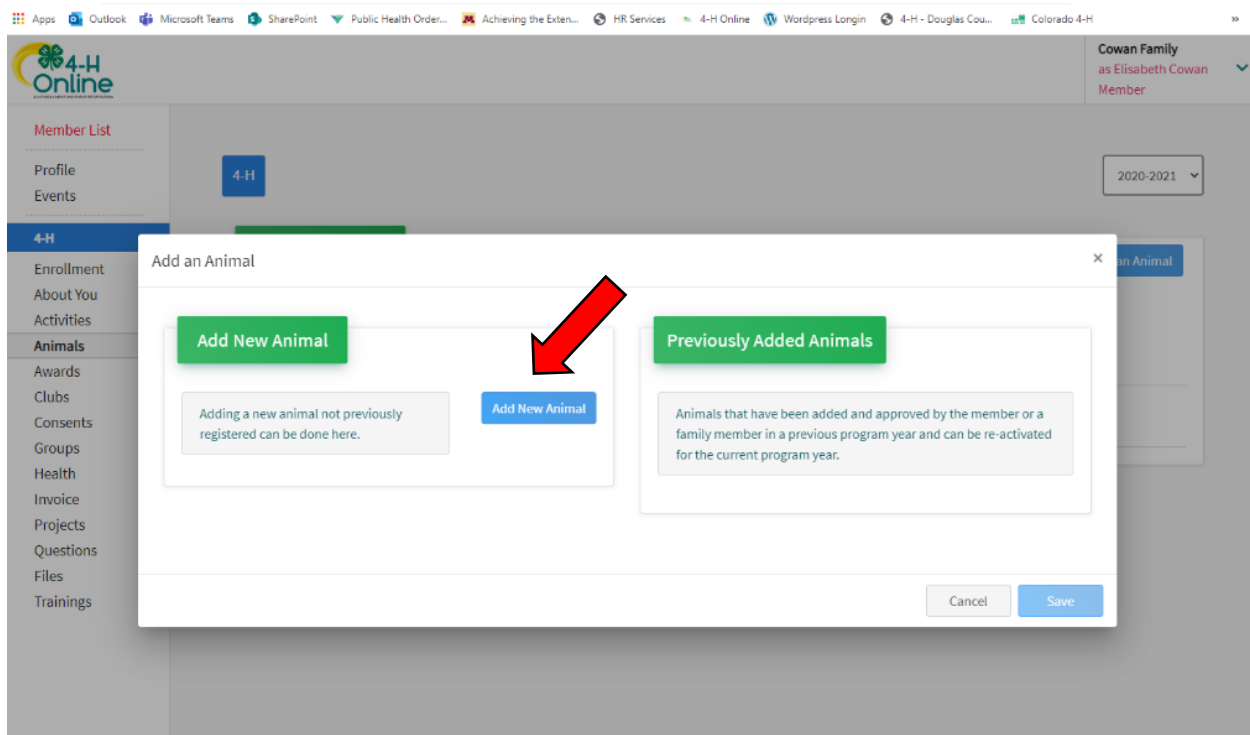 Apps Outlook Microsoft Teams SharePoint Public Health Order... Achieving the Exten... HR Services 4-H Online Wordpress Longin 4-H - Douglas Cou... Colorado 4-H »
4-H
Online
Cowan Family
as Elisabeth Cowan
Member
Member List
Profile
Events
4-H
Enrollment
About You
Activities
Animals
Awards
Clubs
Consents
Groups
Health
Invoice
Projects
Questions
Files
Trainings
4-H
2020-2021
an Animal
Add an Animal ×
Add New Animal
Adding a new animal not previously
registered can be done here.
Add New Animal
Previously Added Animals
Animals that have been added and approved by the member or a
family member in a previous program year and can be re-activated
for the current program year.
Cancel
Save